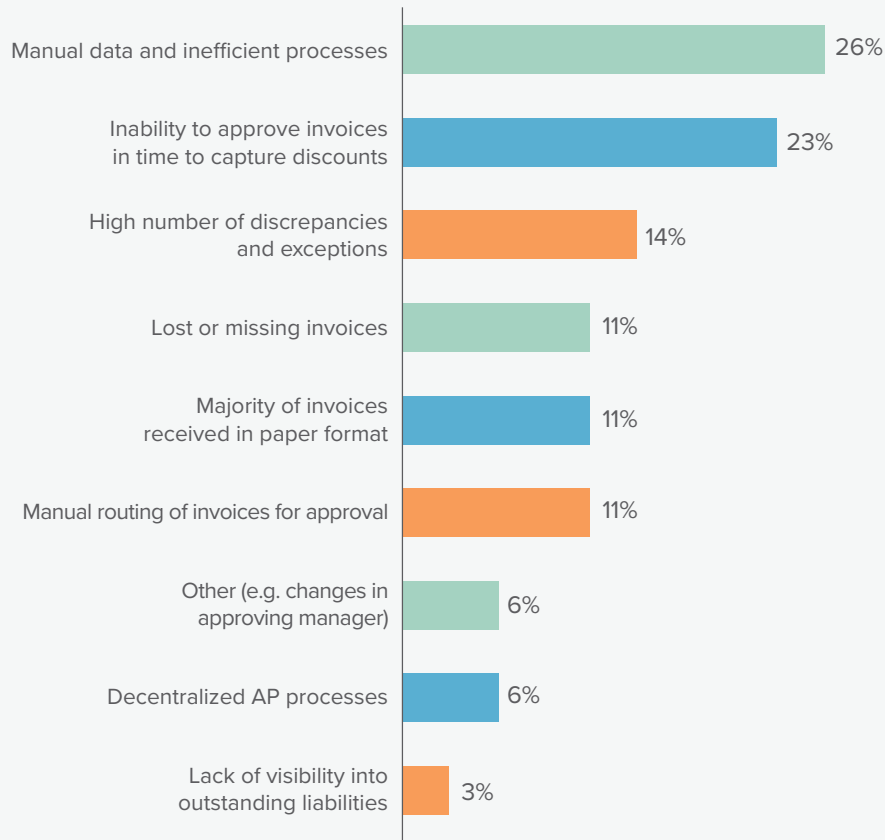 Manual data and inefficient processes
26%
Inability to approve invoices
in time to capture discounts
23%
High number of discrepancies
and exceptions
14%
Lost or missing invoices
11%
Majority of invoices
received in paper format
11%
Manual routing of invoices for approval
11%
Other (e.g. changes in
approving manager)
6%
Decentralized AP processes
6%
Lack of visibility into
outstanding liabilities
3%